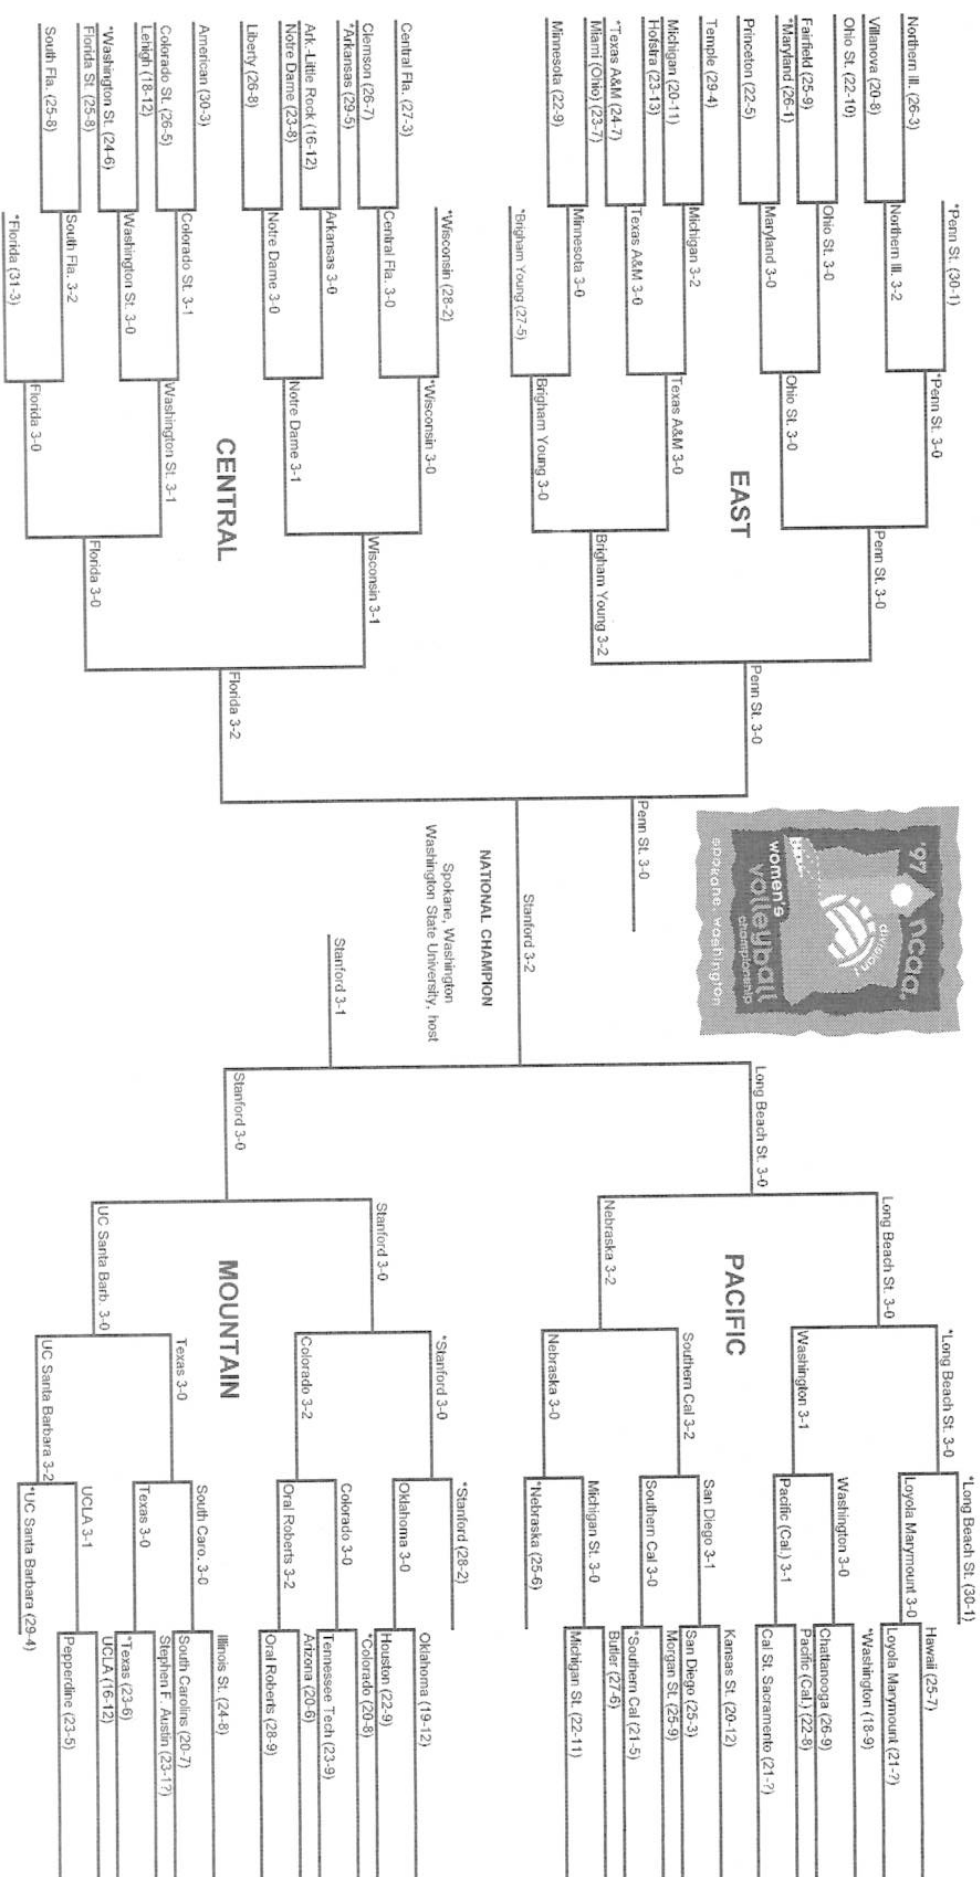 Northern Ill. (26-3)
Villanova (20-8)
Ohio St. (22-10)
Fairfield (25-9)
*Maryland (26-1)
Princeton (22-5)
Temple (29-4)
Michigan (20-11)
Hofstra (23-13)
*Texas A&M (24-7)
Miami (Ohio) (23-7)
Minnesota (22-9)
Central Fla. (27-3)
Clemson (26-7)
*Arkansas (29-5)
Ark.-Little Rock (16-12)
Notre Dame (23-8)
Liberty (26-8)
American (30-3)
Colorado St. (26-5)
Lehigh (18-12)
*Washington St. (24-6)
Florida St. (25-8)
South Fla. (25-8)
*Penn St. (30-1)
Northern Ill. 3-2
Ohio St. 3-0
Maryland 3-0
Michigan 3-2
Texas A&M 3-0
Minnesota 3-0
*Brigham Young (27-5)
*Wisconsin (28-2)
Central Fla. 3-0
Arkansas 3-0
Notre Dame 3-0
Colorado St. 3-1
Washington St. 3-0
South Fla. 3-2
*Florida (31-3)
*Penn St. 3-0
Ohio St. 3-0
Texas A&M 3-0
Brigham Young 3-0
*Wisconsin 3-0
Notre Dame 3-1
Washington St. 3-1
Florida 3-0
EAST
CENTRAL
Penn St. 3-0
Brigham Young 3-2
Wisconsin 3-1
Florida 3-0
Penn St. 3-0
Florida 3-2
Penn St. 3-0
'97 ncaa.
division I
women's
volleyball
championship
spokane, washington
Stanford 3-2
NATIONAL CHAMPION
Spokane, Washington
Washington State University, host
Stanford 3-1
Long Beach St. 3-0
Stanford 3-0
PACIFIC
MOUNTAIN
Long Beach St. 3-0
Nebraska 3-2
Stanford 3-0
UC Santa Barb. 3-0
*Long Beach St. 3-0
Washington 3-1
Southern Cal 3-2
Nebraska 3-0
*Stanford 3-0
Colorado 3-2
Texas 3-0
UC Santa Barbara 3-2
*Long Beach St. (30-1)
Loyola Marymount 3-0
Washington 3-0
Pacific (Cal.) 3-1
San Diego 3-1
Southern Cal 3-0
Michigan St. 3-0
*Nebraska (25-6)
*Stanford (28-2)
Oklahoma 3-0
Colorado 3-0
Oral Roberts 3-2
South Caro. 3-0
Texas 3-0
UCLA 3-1
*UC Santa Barbara (29-4)
Hawaii (25-7)
Loyola Marymount (21-?)
*Washington (18-9)
Chattanooga (26-9)
Pacific (Cal.) (22-8)
Cal St. Sacramento (21-?)
Kansas St. (20-12)
San Diego (25-3)
Morgan St. (25-9)
*Southern Cal (21-5)
Butler (27-6)
Michigan St. (22-11)
Oklahoma (19-12)
Houston (22-9)
*Colorado (20-8)
Tennessee Tech (23-9)
Arizona (20-6)
Oral Roberts (28-9)
Illinois St. (24-8)
South Carolina (20-7)
Stephen F. Austin (23-1?)
*Texas (23-6)
UCLA (16-12)
Pepperdine (23-5)